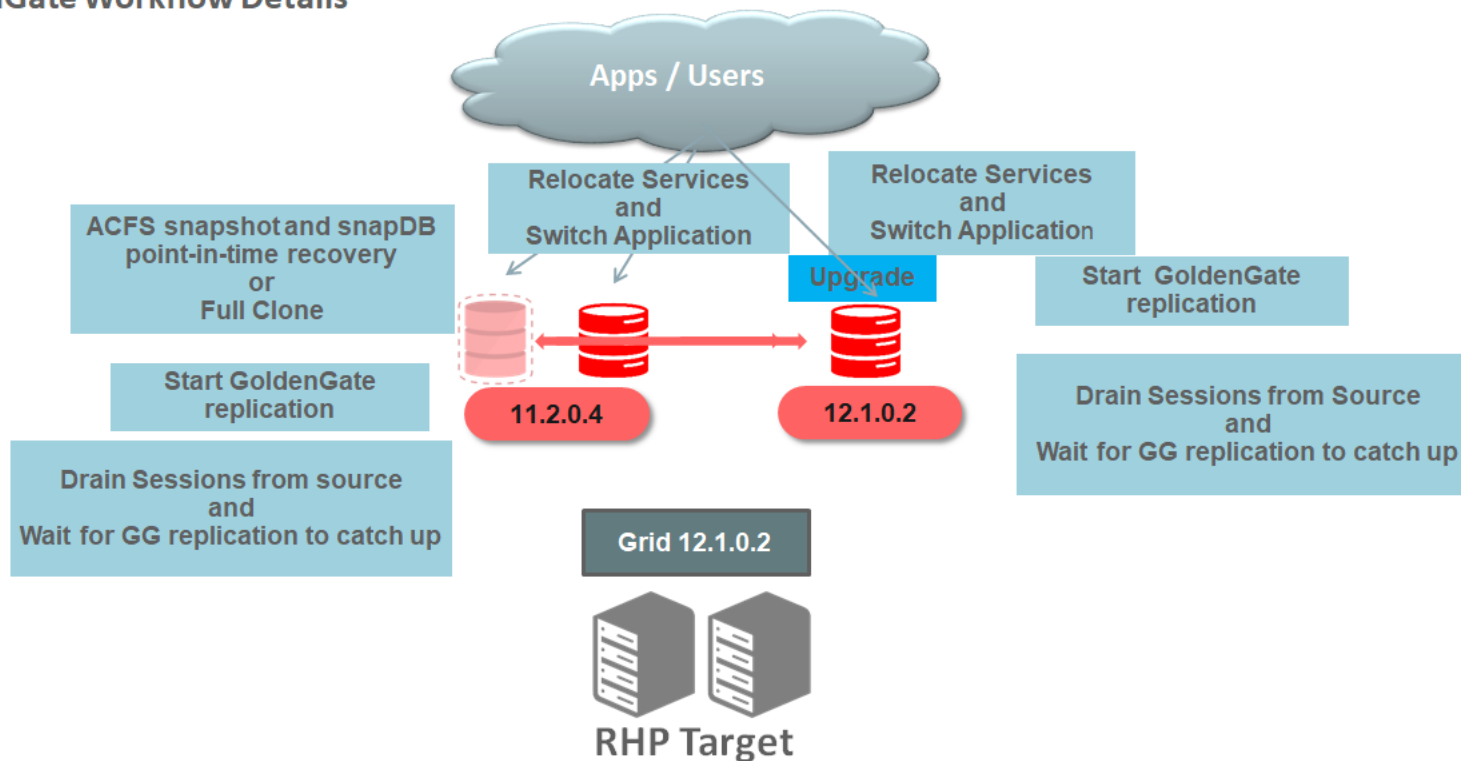 Apps / Users
Relocate Services
and
Switch Application
Relocate Services
and
Switch Application
ACFS snapshot and snapDB
point-in-time recovery
or
Full Clone
Upgrade
Start GoldenGate
replication
Start GoldenGate
replication
11.2.0.4
12.1.0.2
Drain Sessions from Source
and
Wait for GG replication to catch up
Drain Sessions from source
and
Wait for GG replication to catch up
Grid 12.1.0.2
RHP Target